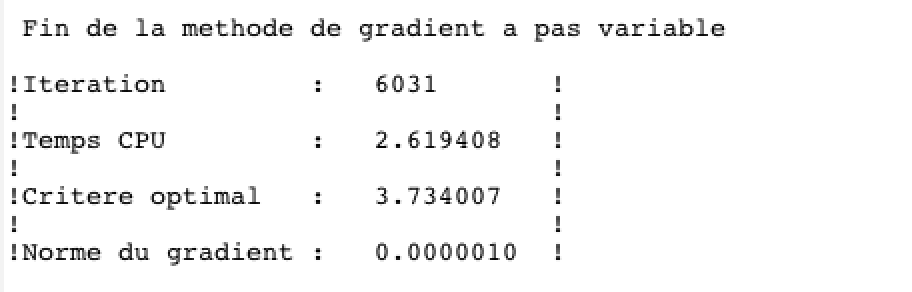 Fin de la methode de gradient a pas variable
!Iteration           :   6031        !
!                                    !
!Temps CPU           :   2.619408    !
!                                    !
!Critere optimal     :   3.734007    !
!                                    !
!Norme du gradient :   0.0000010  !